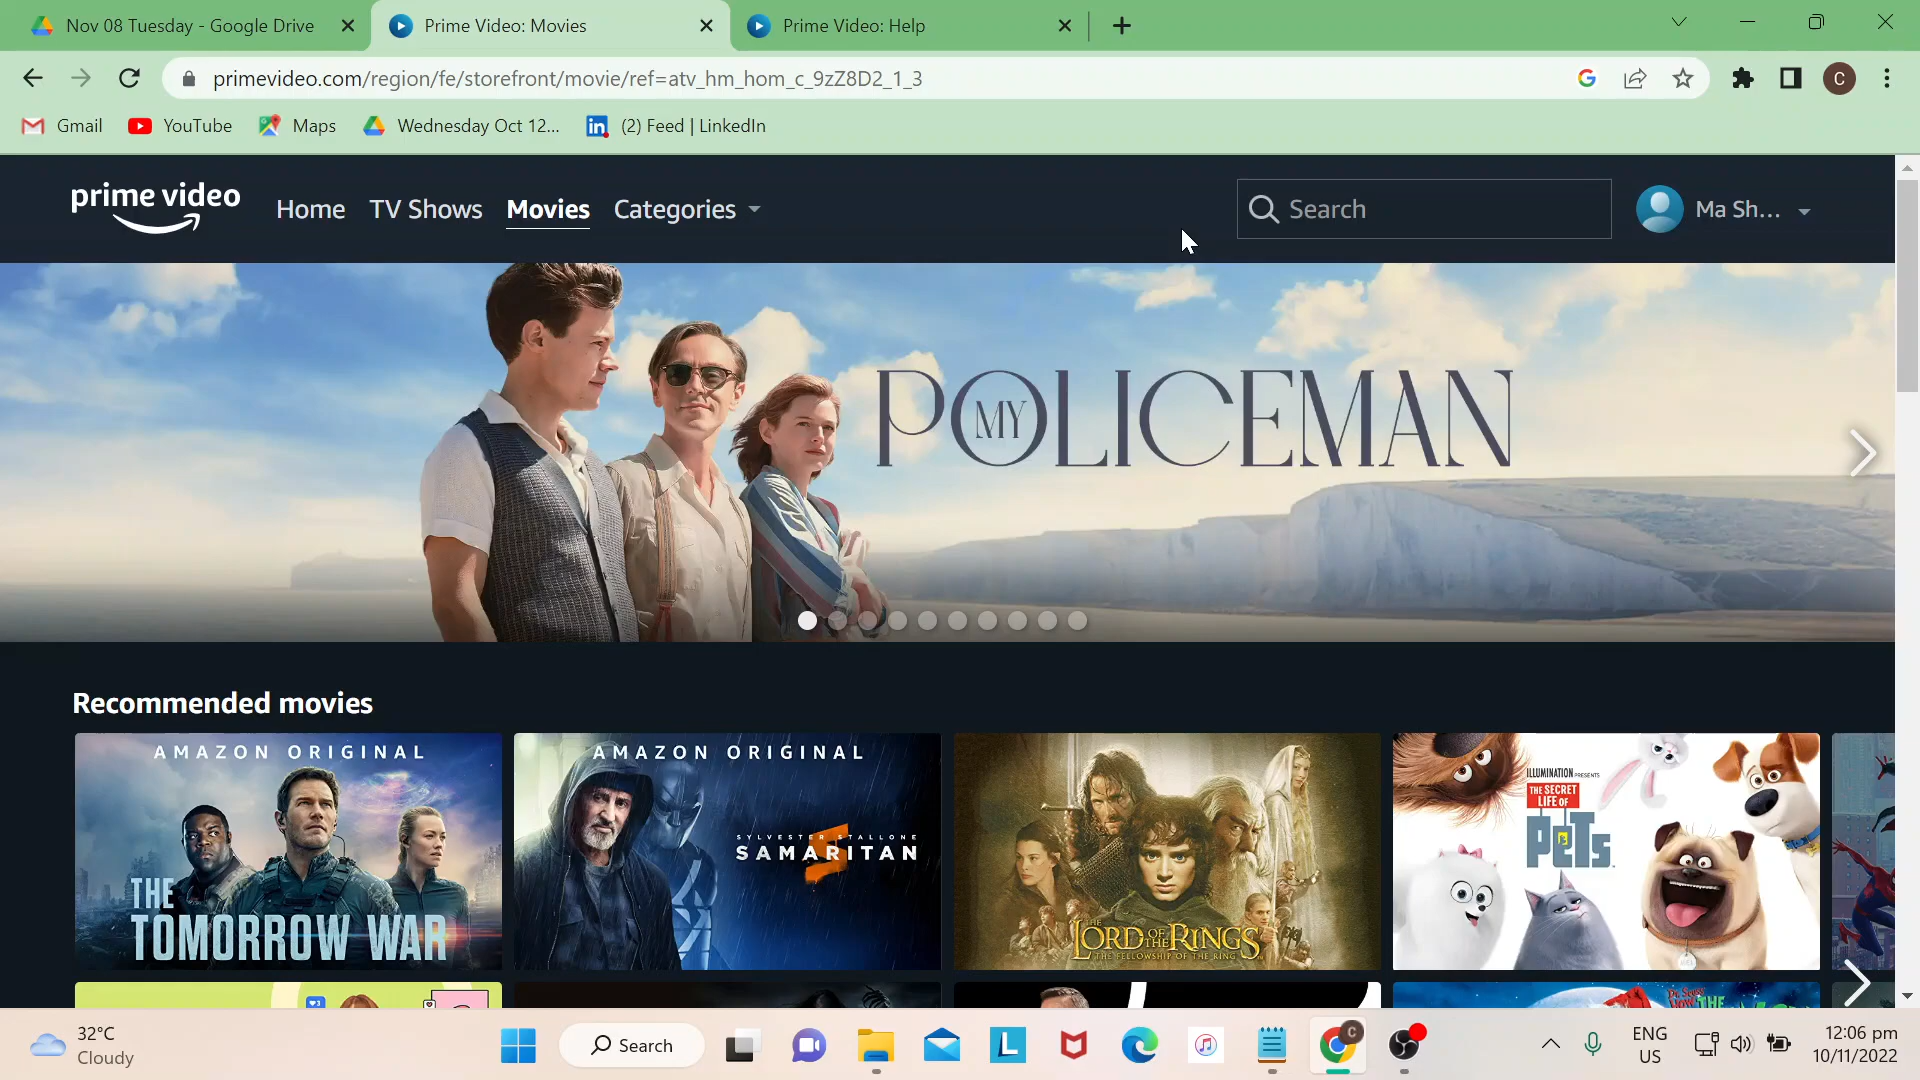 Nov 08 Tuesday - Google Drive
Prime Video: Movies
Prime Video: Help
primevideo.com/region/fe/storefront/movie/ref=atv_hm_hom_c_9zZ8D2_1_3
C
Gmail
YouTube
Maps
Wednesday Oct 12...
(2) Feed | LinkedIn
prime video
Home
TV Shows
Movies
Categories
Search
Ma Sh...
MY POLICEMAN
Recommended movies
AMAZON ORIGINAL
THE
TOMORROW WAR
AMAZON ORIGINAL
SYLVESTER STALLONE
SAMARITAN
THE
LORD OF THE RINGS
THE FELLOWSHIP OF THE RING
ILLUMINATION PRESENTS
THE SECRET
LIFE OF
PETS
Dr. Seuss'
HOW THE
32°C
Cloudy
Search
L
C
ENG
US
12:06 pm
10/11/2022